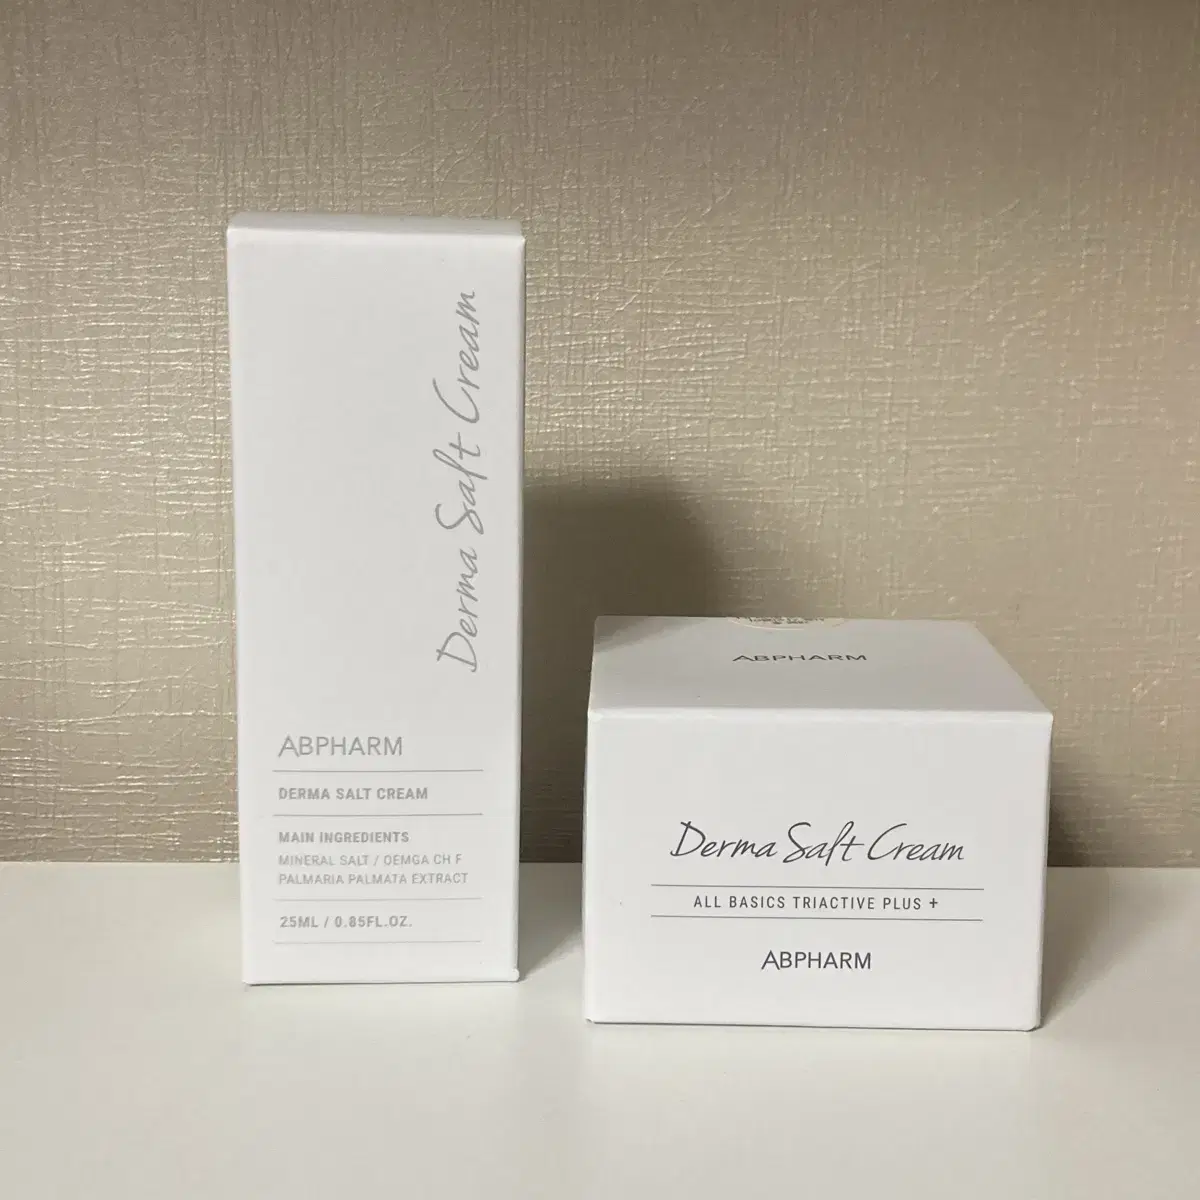 Derma Salt Cream
ABPHARM
DERMA SALT CREAM
MAIN INGREDIENTS
MINERAL SALT / OEMGA CH F
PALMARIA PALMATA EXTRACT
25ML / 0.85FL.OZ.
ABPHARM
Derma Salt Cream
ALL BASICS TRIACTIVE PLUS +
ABPHARM